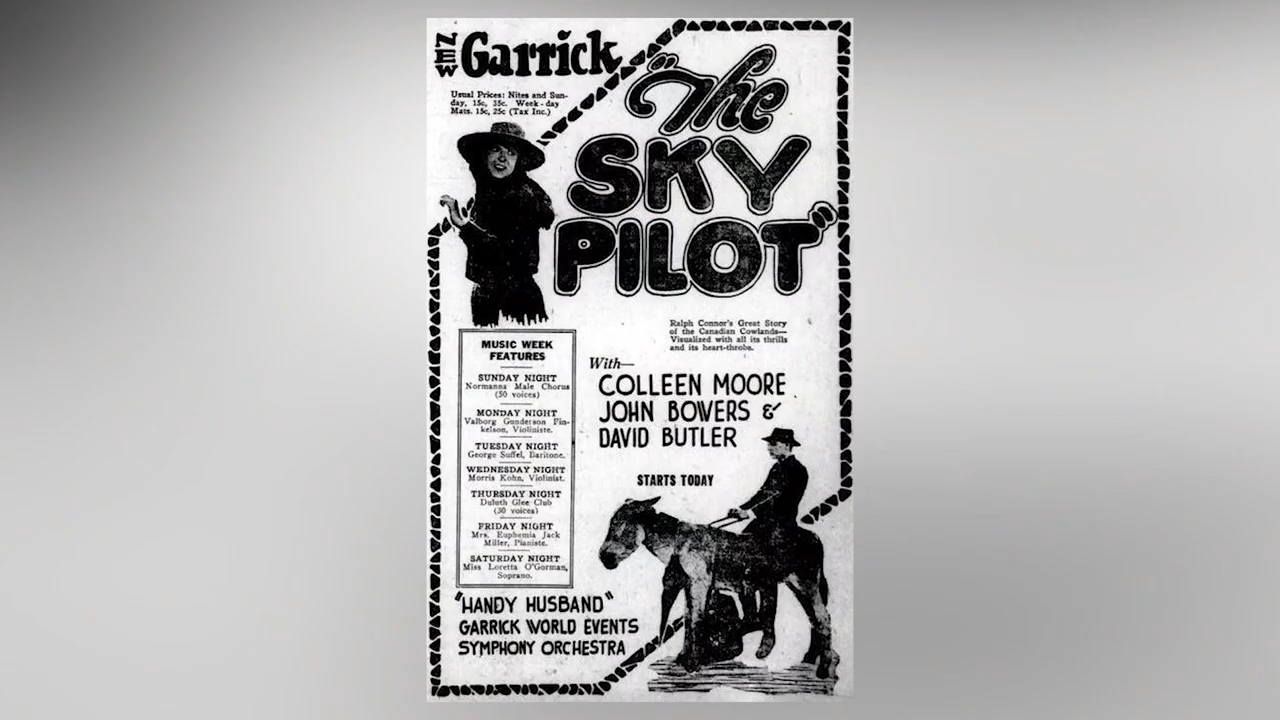 NEW Garrick
Usual Prices: Nites and Sun-
day, 15c, 35c. Week-day
Mats. 15c, 25c (Tax Inc.)
"The
SKY
PILOT"
Ralph Connor's Great Story
of the Canadian Cowlands—
Visualized with all its thrills
and its heart-throbs.
With—
COLLEEN MOORE
JOHN BOWERS &
DAVID BUTLER
STARTS TODAY
MUSIC WEEK
FEATURES
SUNDAY NIGHT
Normanna Male Chorus
(50 voices)
MONDAY NIGHT
Valborg Gunderson Fin-
kelson, Violiniste.
TUESDAY NIGHT
George Suffel, Baritone.
WEDNESDAY NIGHT
Morris Kohn, Violinist.
THURSDAY NIGHT
Duluth Glee Club
(30 voices)
FRIDAY NIGHT
Mrs. Euphemia Jack
Miller, Pianiste.
SATURDAY NIGHT
Miss Loretta O'Gorman,
Soprano.
"HANDY HUSBAND"
GARRICK WORLD EVENTS
SYMPHONY ORCHESTRA